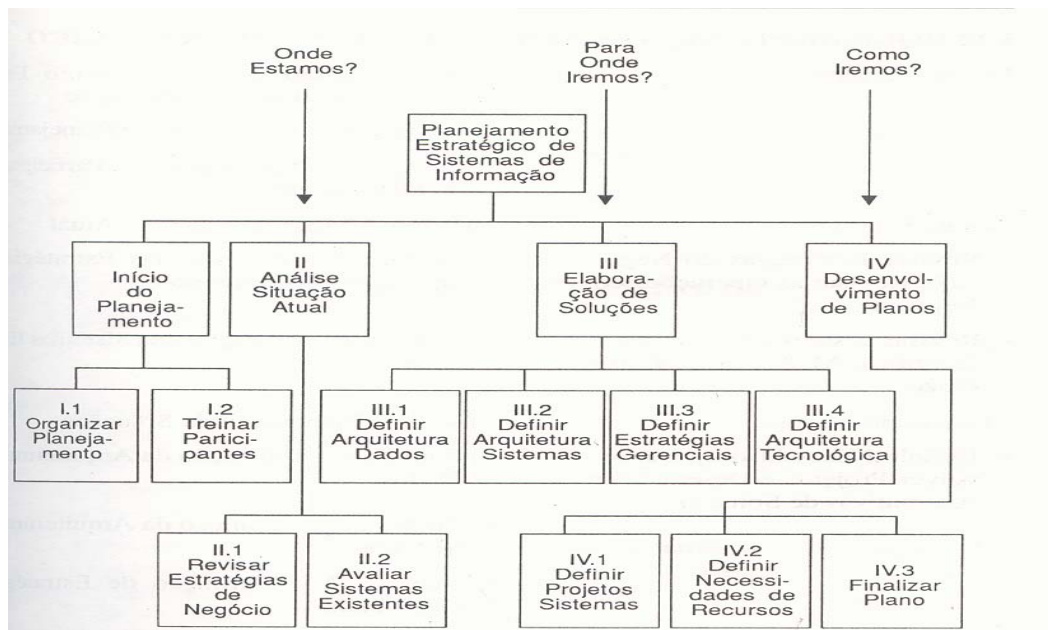 Onde
Estamos?
Para
Onde
Iremos?
Como
Iremos?
Planejamento
Estratégico de
Sistemas de
Informação
I
Início
do
Planeja-
mento
II
Análise
Situação
Atual
III
Elabora-
ção de
Soluções
IV
Desenvol-
vimento
de Planos
I.1
Organizar
Planeja-
mento
I.2
Treinar
Partici-
pantes
III.1
Definir
Arquitetura
Dados
III.2
Definir
Arquitetura
Sistemas
III.3
Definir
Estratégias
Gerenciais
III.4
Definir
Arquitetura
Tecnológica
II.1
Revisar
Estratégias
de
Negócio
II.2
Avaliar
Sistemas
Existentes
IV.1
Definir
Projetos
Sistemas
IV.2
Definir
Necessi-
dades de
Recursos
IV.3
Finalizar
Plano